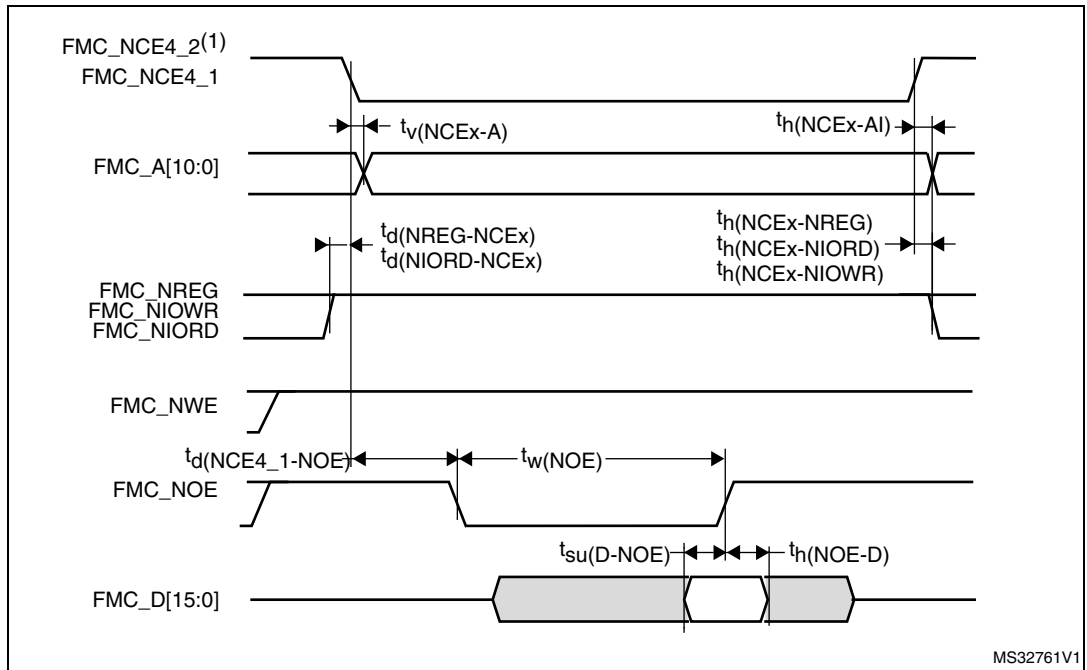 FMC_NCE4_2(1)
FMC_NCE4_1
tv(NCEx-A)
th(NCEx-AI)
FMC_A[10:0]
td(NREG-NCEx)
td(NIORD-NCEx)
th(NCEx-NREG)
th(NCEx-NIORD)
th(NCEx-NIOWR)
FMC_NREG
FMC_NIOWR
FMC_NIORD
FMC_NWE
td(NCE4_1-NOE)
tw(NOE)
FMC_NOE
tsu(D-NOE)
th(NOE-D)
FMC_D[15:0]
MS32761V1